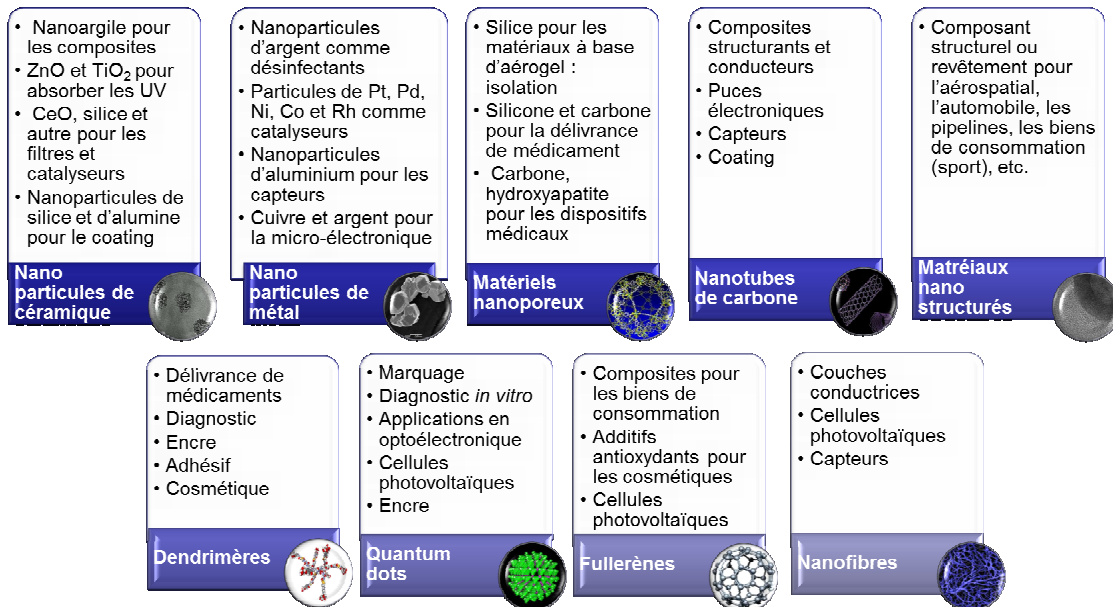 • Nanoargile pour
les composites
• ZnO et TiO2 pour
absorber les UV
• CeO, silice et
autre pour les
filtres et
catalyseurs
• Nanoparticules de
silice et d'alumine
pour le coating
Nano
particules de
céramique
• Nanoparticules
d'argent comme
désinfectants
• Particules de Pt, Pd,
Ni, Co et Rh comme
catalyseurs
• Nanoparticules
d'aluminium pour les
capteurs
• Cuivre et argent pour
la micro-électronique
Nano
particules de
métal
• Silice pour les
matériaux à base
d'aérogel :
isolation
• Silicone et carbone
pour la délivrance
de médicament
• Carbone,
hydroxyapatite
pour les dispositifs
médicaux
Matériels
nanoporeux
• Composites
structurants et
conducteurs
• Puces
électroniques
• Capteurs
• Coating
Nanotubes
de carbone
• Composant
structurel ou
revêtement pour
l'aérospatial,
l'automobile, les
pipelines, les biens
de consommation
(sport), etc.
Matréiaux
nano
structurés
• Délivrance de
médicaments
• Diagnostic
• Encre
• Adhésif
• Cosmétique
Dendrimères
• Marquage
• Diagnostic in vitro
• Applications en
optoélectronique
• Cellules
photovoltaïques
• Encre
Quantum
dots
• Composites pour
les biens de
consommation
• Additifs
antioxydants pour
les cosmétiques
• Cellules
photovoltaïques
Fullerènes
• Couches
conductrices
• Cellules
photovoltaïques
• Capteurs
Nanofibres